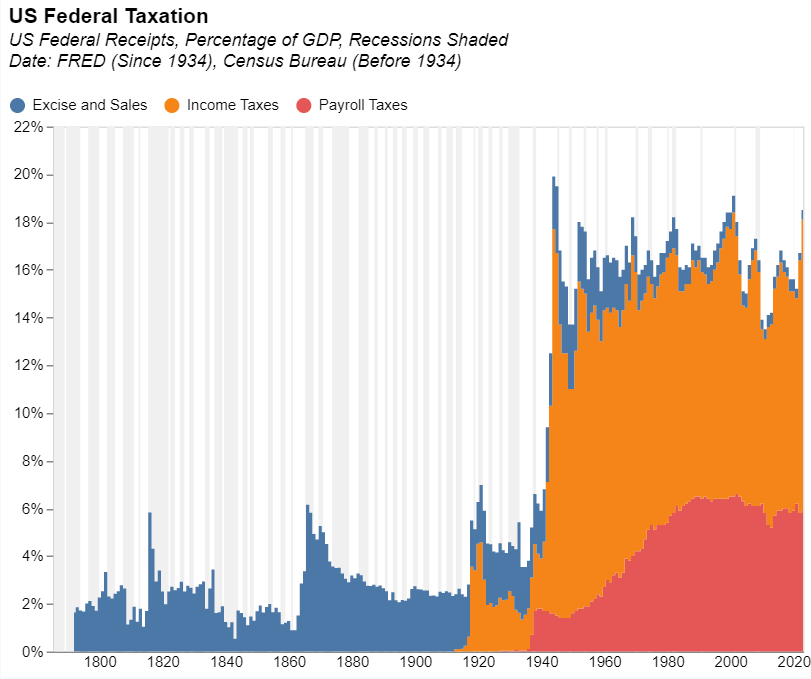 US Federal Taxation
US Federal Receipts, Percentage of GDP, Recessions Shaded
Date: FRED (Since 1934), Census Bureau (Before 1934)
Excise and Sales Income Taxes Payroll Taxes
22%
20%
18%
16%
14%
12%
10%
8%
6%
4%
2%
0%
1800 1820 1840 1860 1880 1900 1920 1940 1960 1980 2000 2020